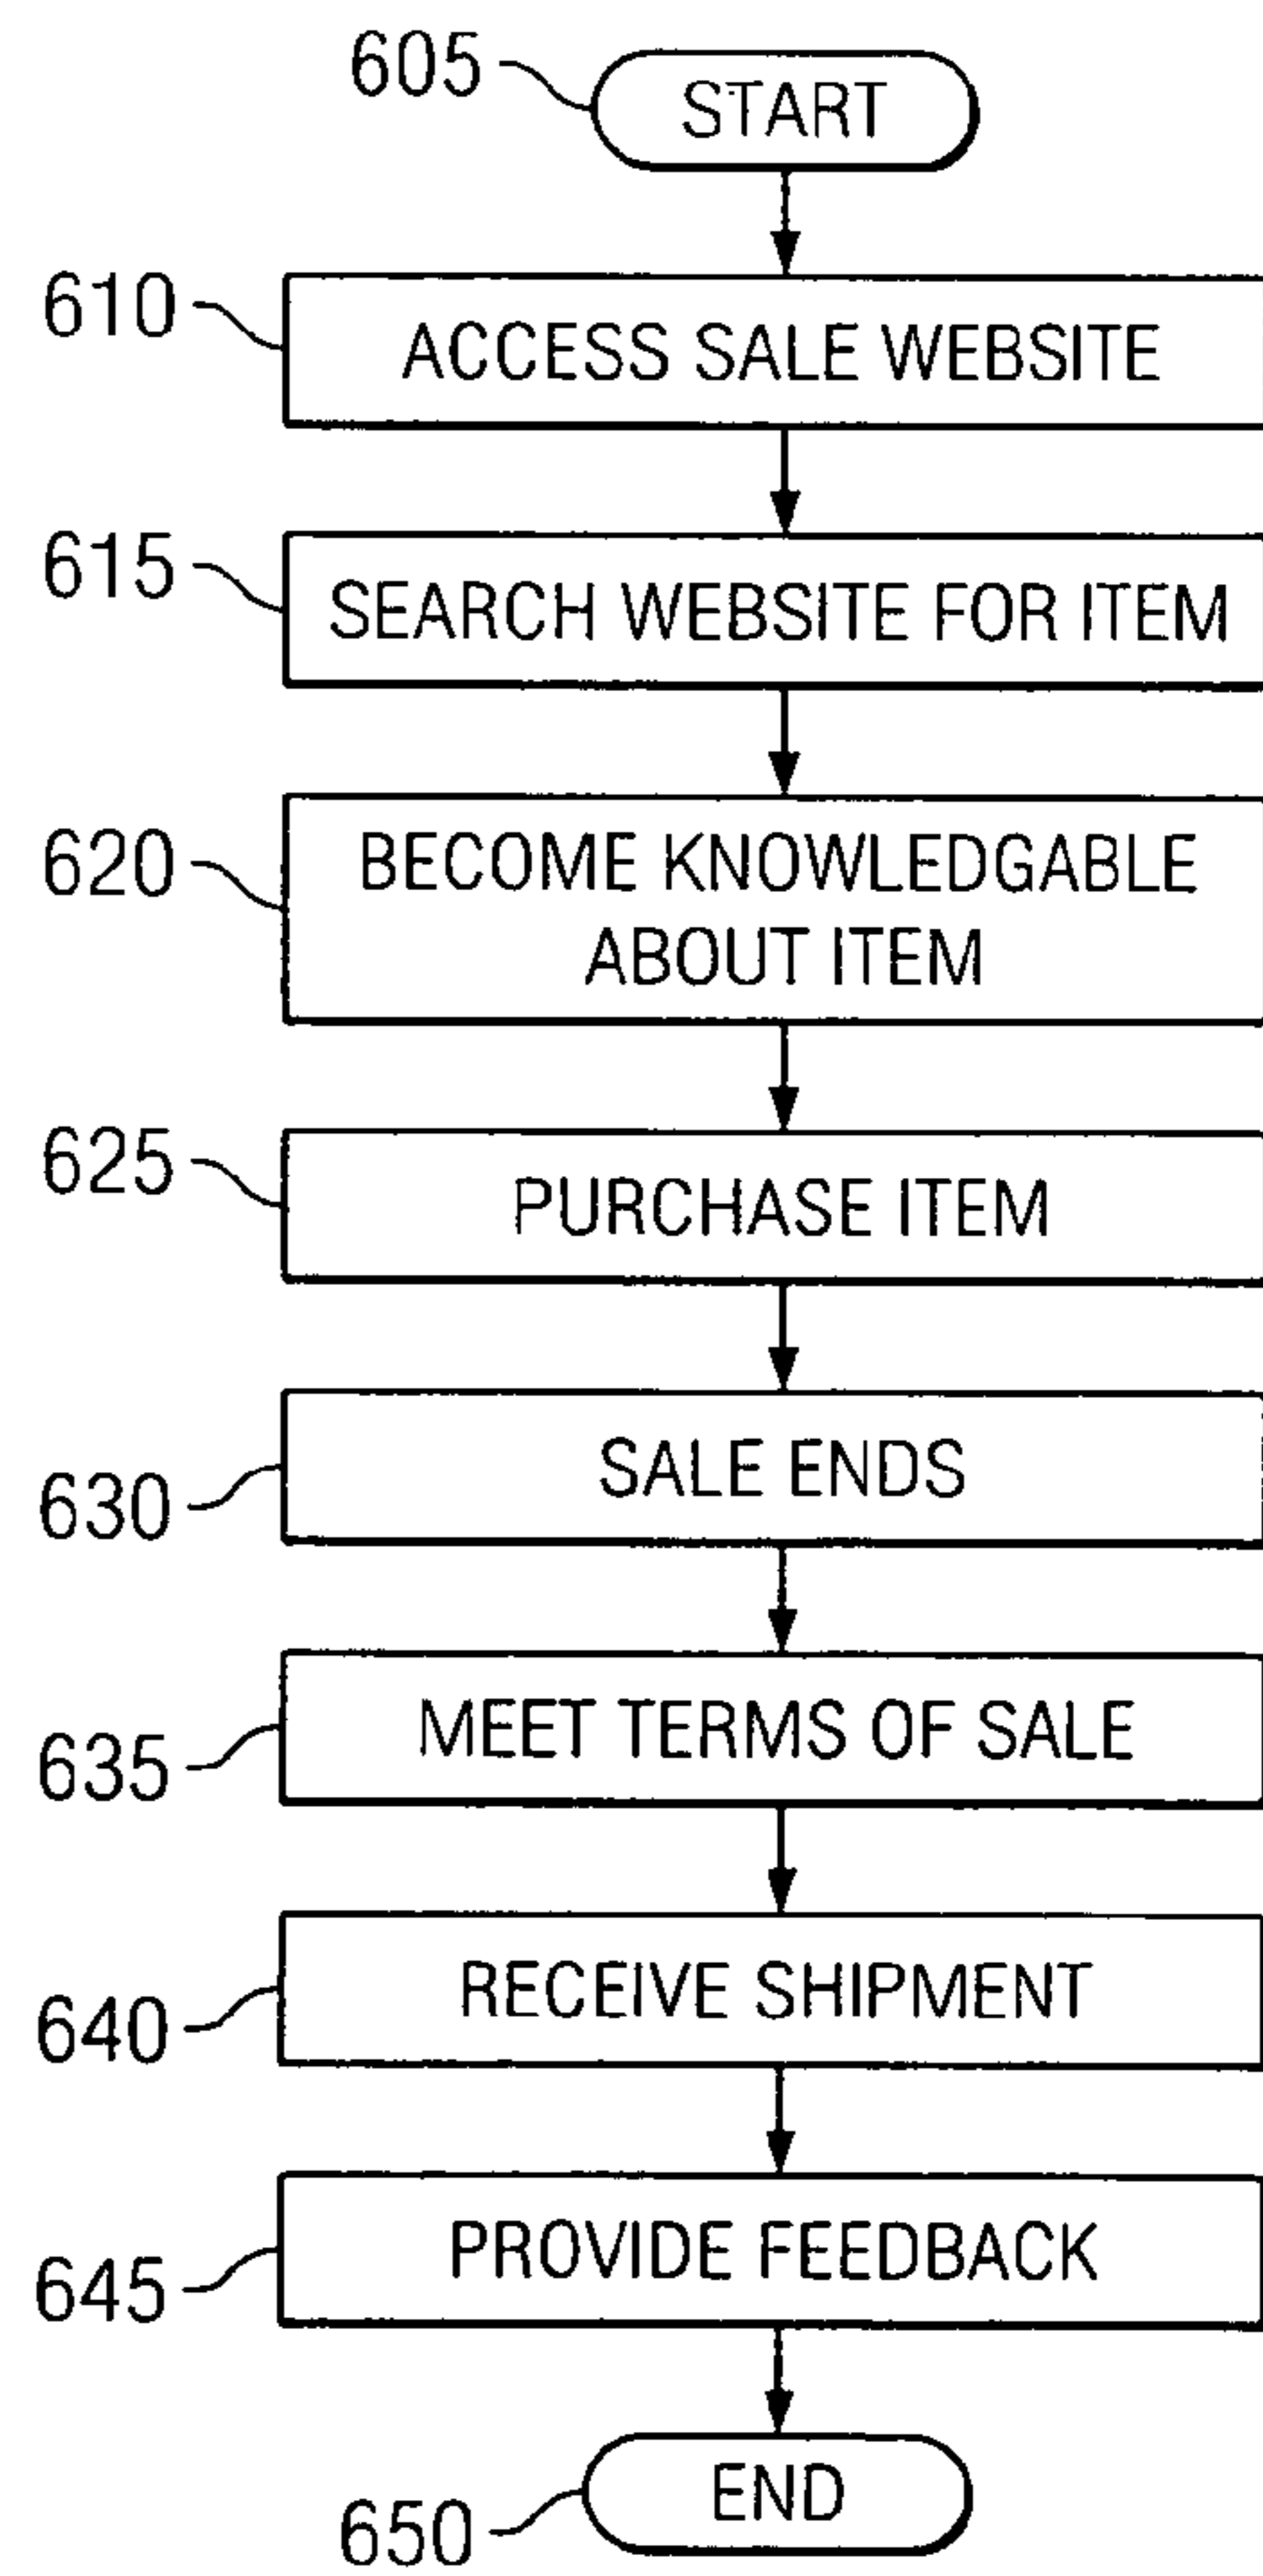 605 START
610 ACCESS SALE WEBSITE
615 SEARCH WEBSITE FOR ITEM
620 BECOME KNOWLEDGABLE
ABOUT ITEM
625 PURCHASE ITEM
630 SALE ENDS
635 MEET TERMS OF SALE
640 RECEIVE SHIPMENT
645 PROVIDE FEEDBACK
650 END